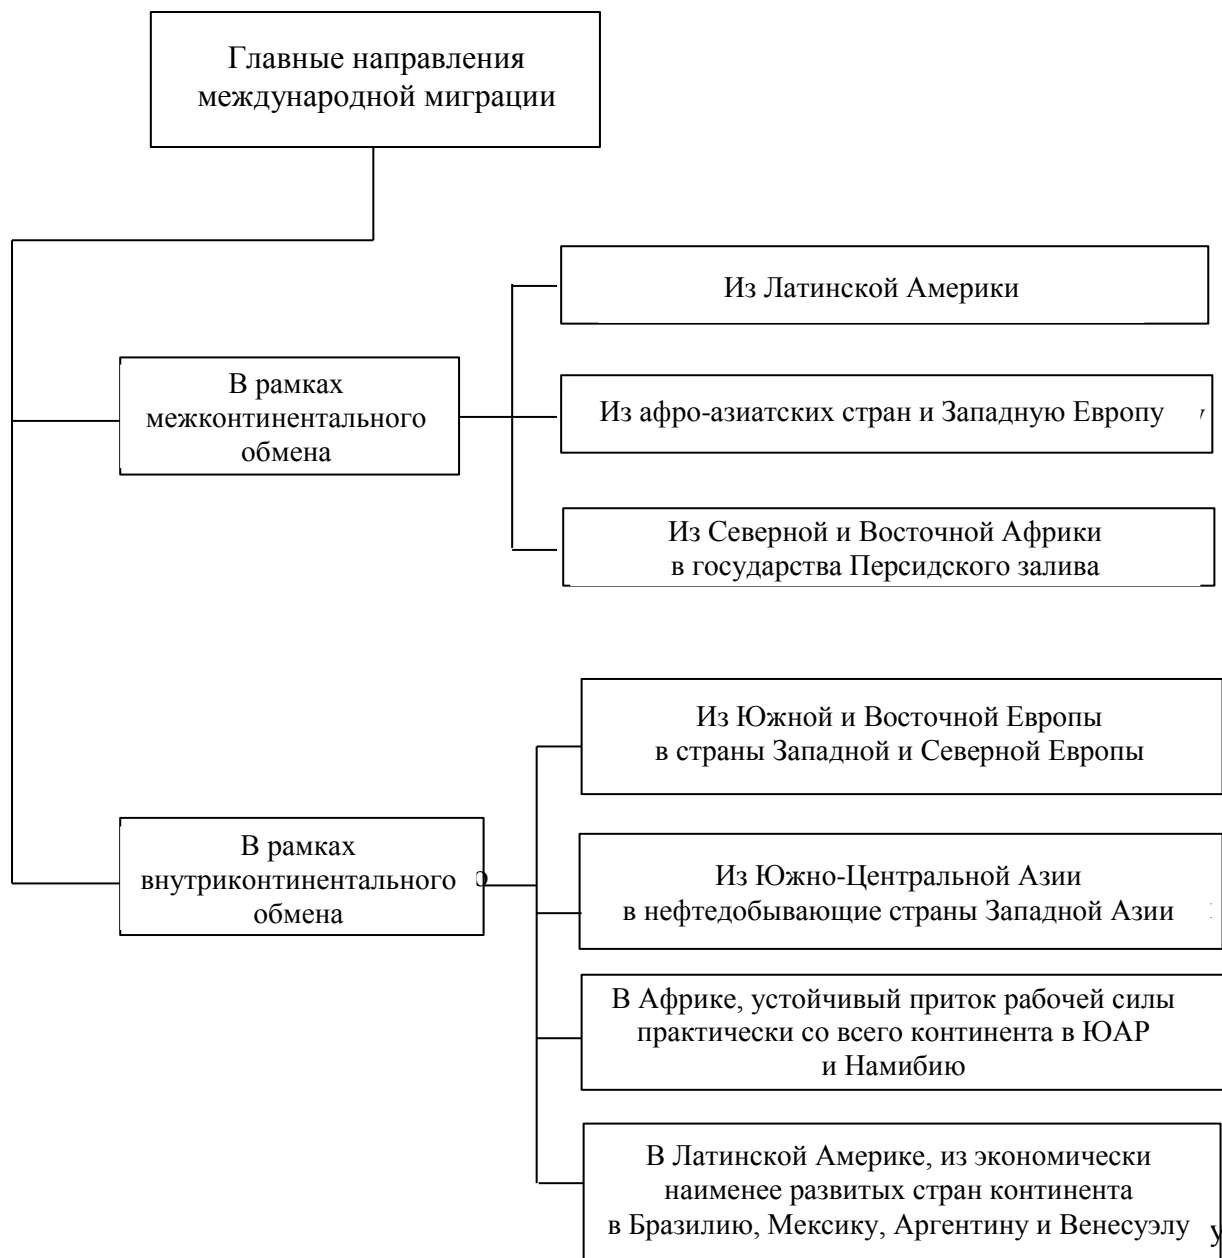 Главные направления
международной миграции
Из Латинской Америки
В рамках
межконтинентального
обмена
Из афро-азиатских стран и Западную Европу
Из Северной и Восточной Африки
в государства Персидского залива
Из Южной и Восточной Европы
в страны Западной и Северной Европы
В рамках
внутриконтинентального
обмена
Из Южно-Центральной Азии
в нефтедобывающие страны Западной Азии
В Африке, устойчивый приток рабочей силы
практически со всего континента в ЮАР
и Намибию
В Латинской Америке, из экономически
наименее развитых стран континента
в Бразилию, Мексику, Аргентину и Венесуэлу